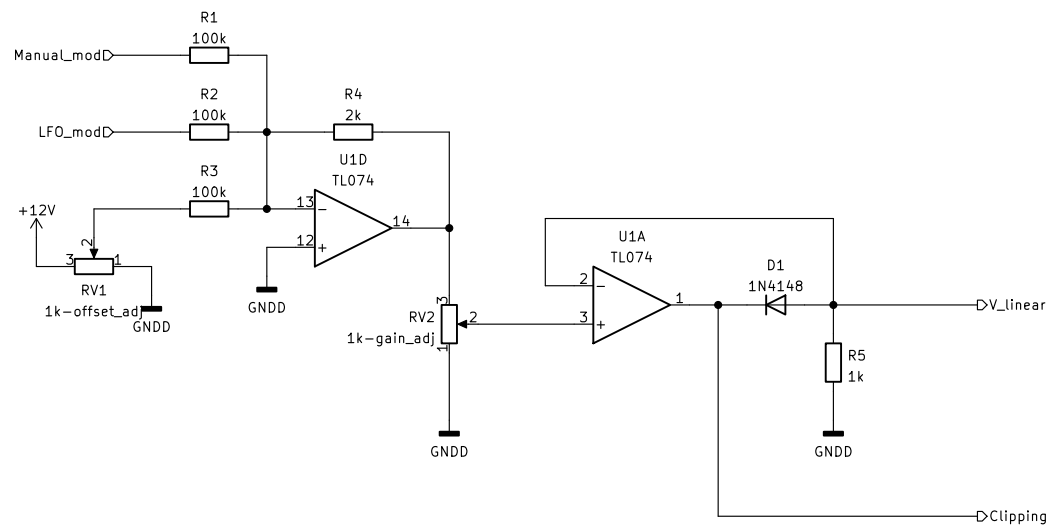 R1
100k
Manual_mod
R2
100k
LFO_mod
R4
2k
R3
100k
U1D
TL074
13
−
14
12
+
+12V
2
3
1
RV1
1k-offset_adj
GNDD
GNDD
3
RV2
2
1k-gain_adj
1
GNDD
U1A
TL074
2
−
1
3
+
D1
1N4148
V_linear
R5
1k
GNDD
Clipping